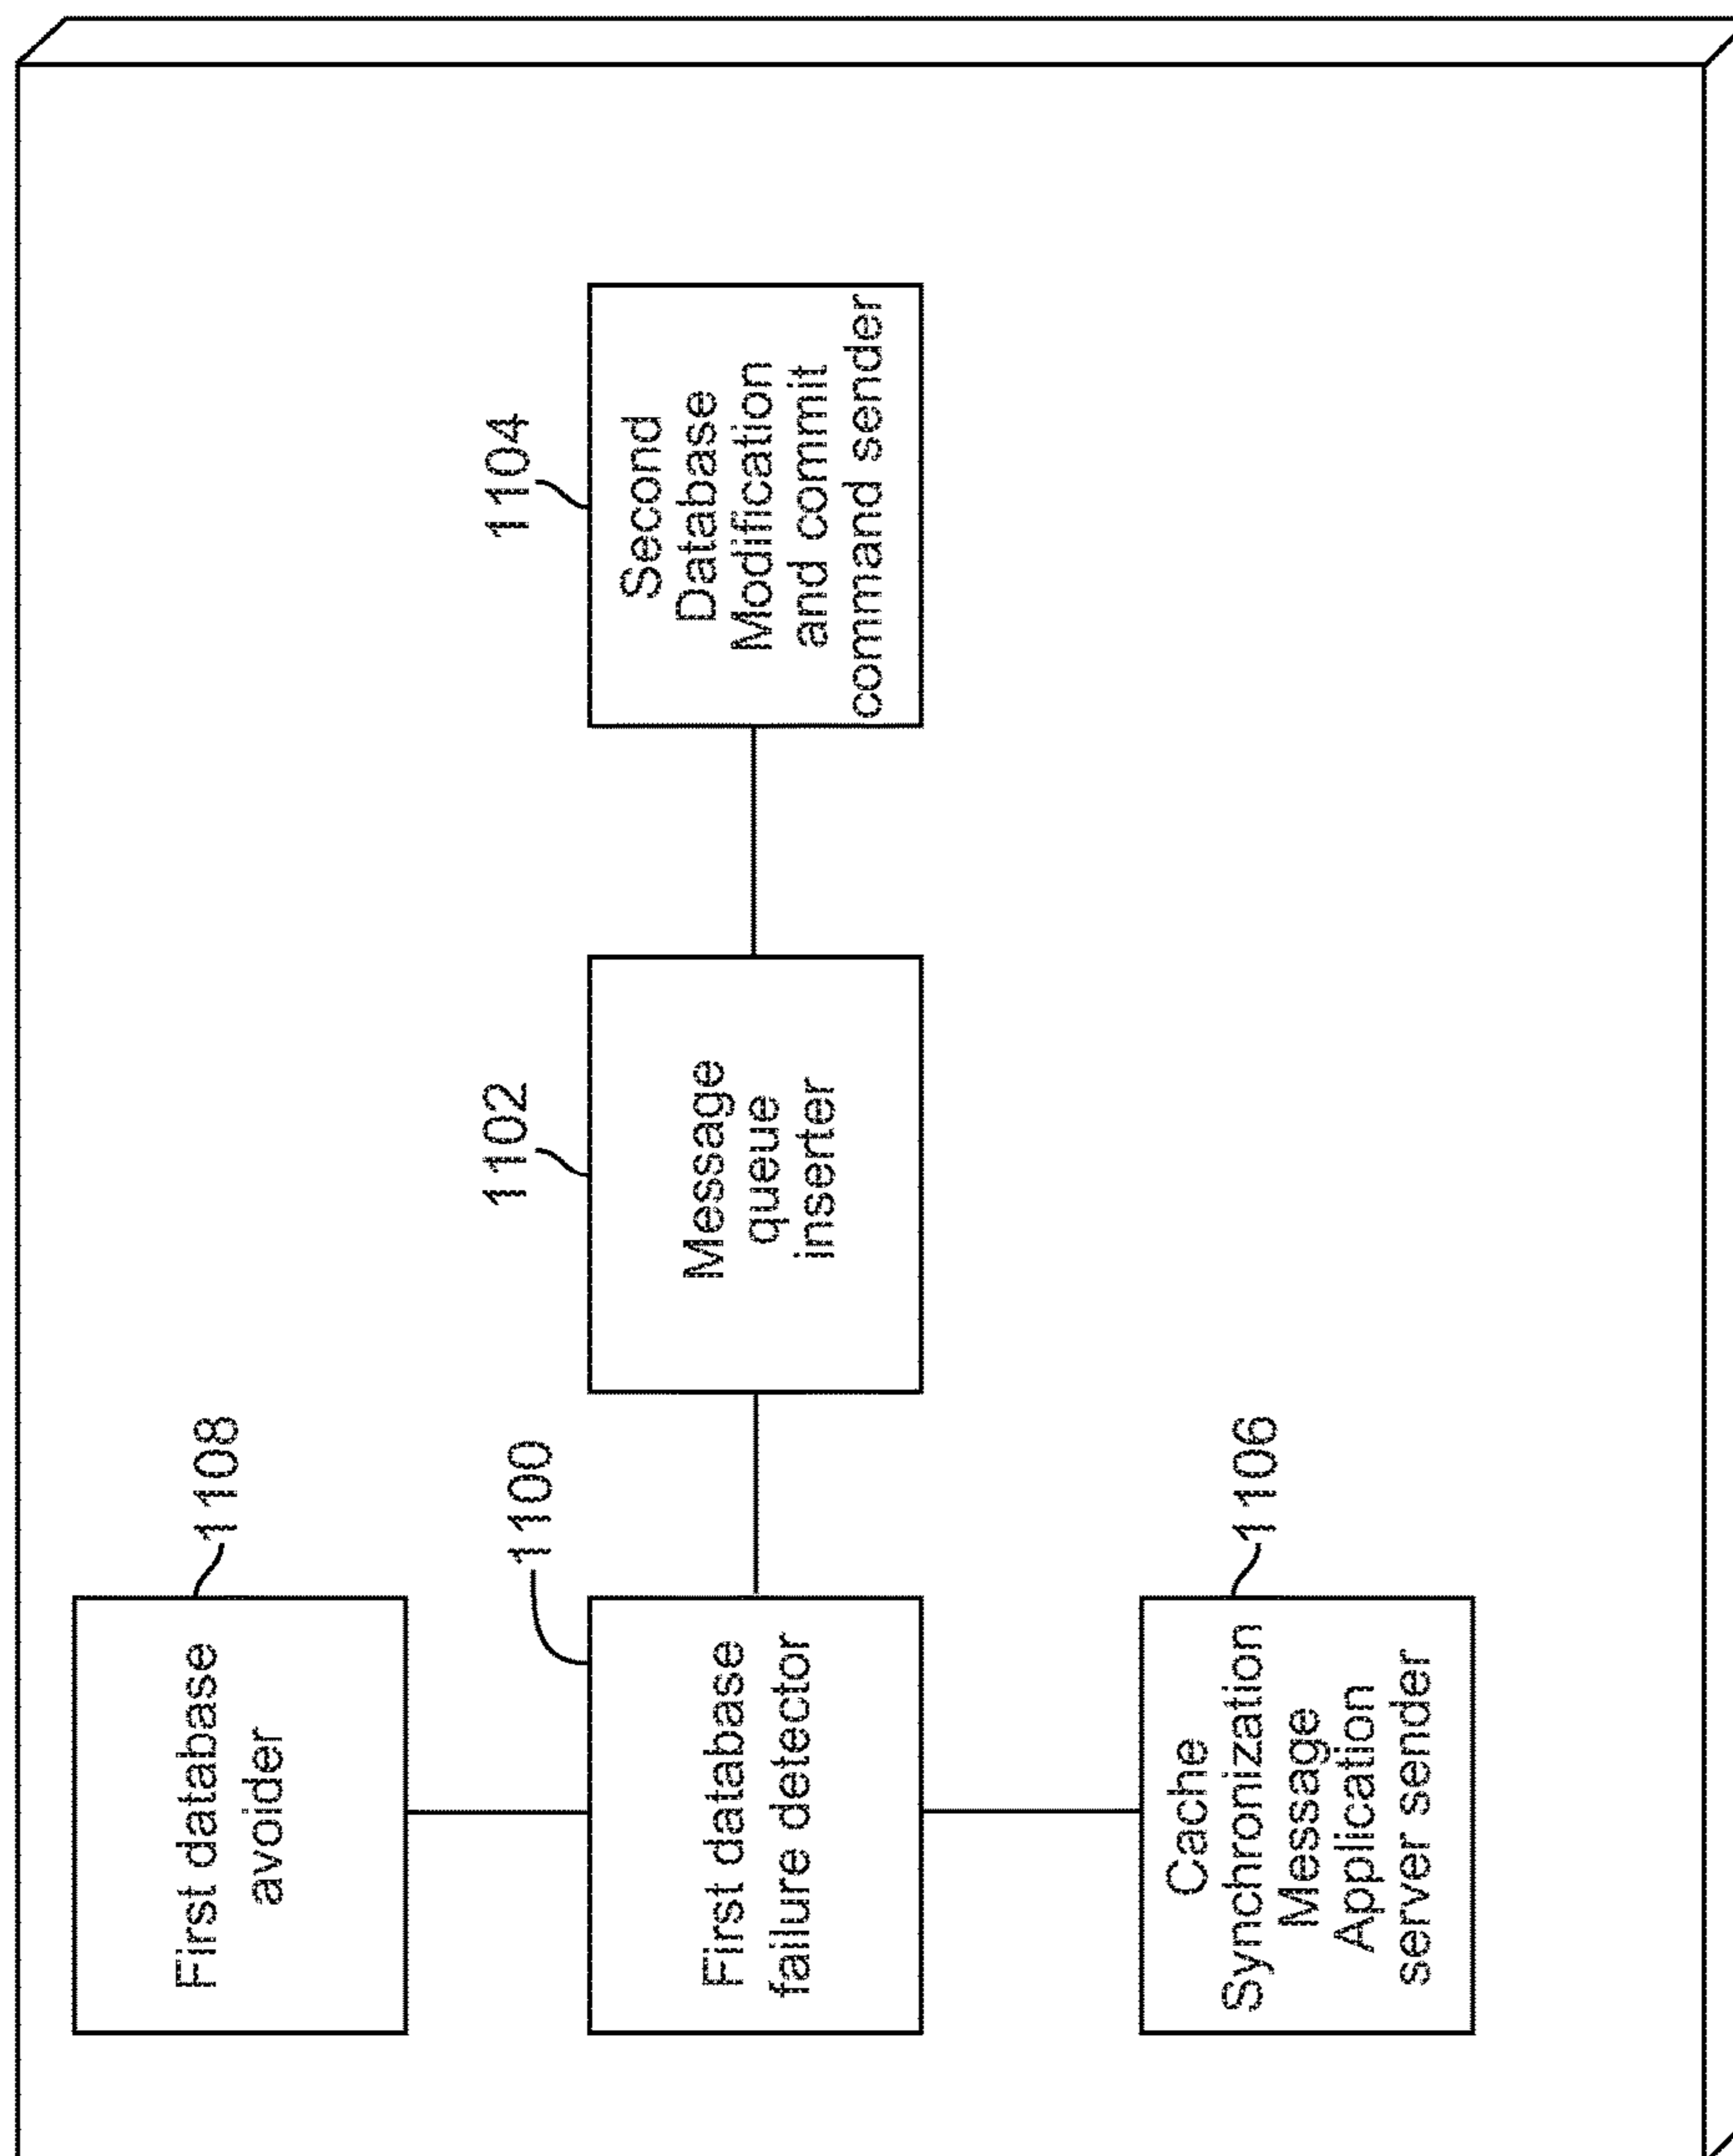 1108
First database
avoider
1100
First database
failure detector
1102
Message
queue
inserter
1104
Second
Database
Modification
and commit
command sender
1106
Cache
Synchronization
Message
Application
server sender